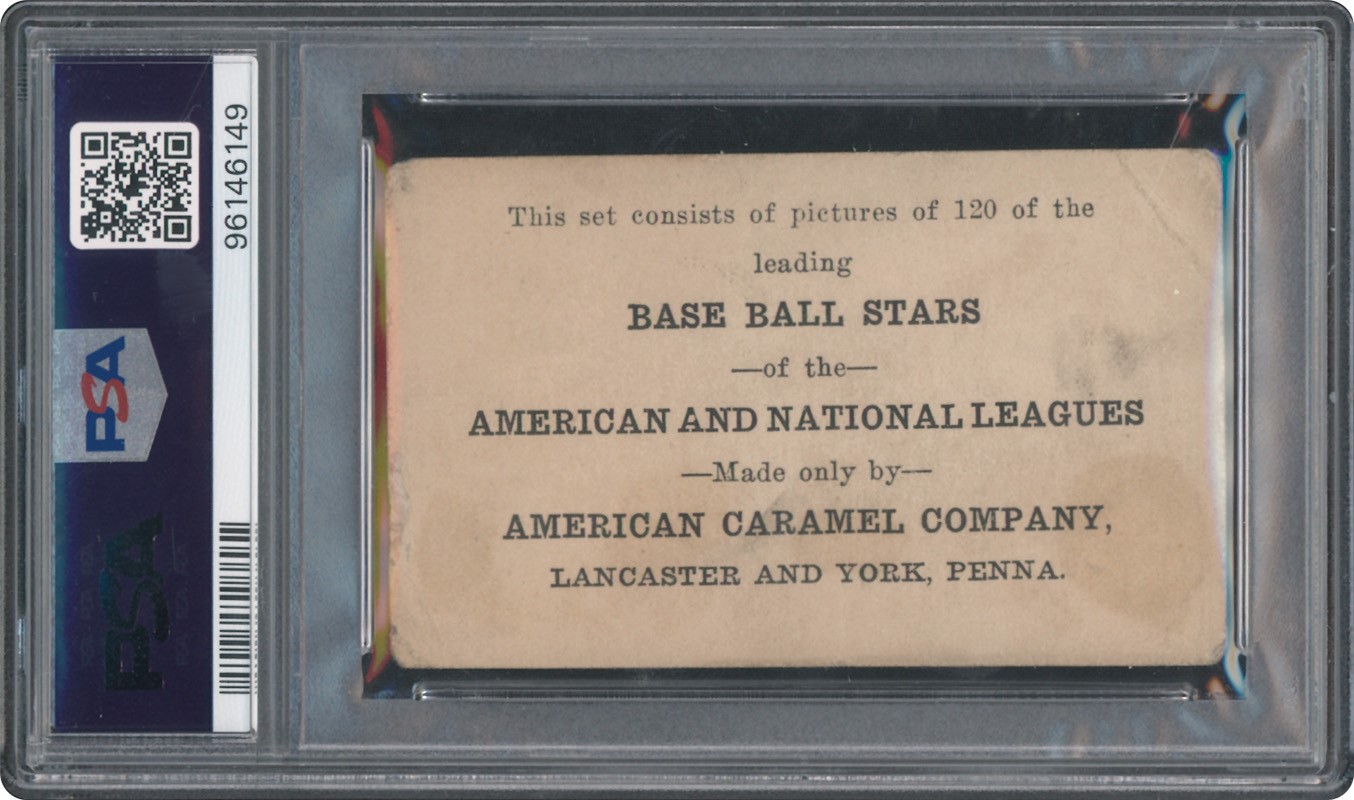 96146149
PSA
PSA
This set consists of pictures of 120 of the
leading
BASE BALL STARS
—of the—
AMERICAN AND NATIONAL LEAGUES
—Made only by—
AMERICAN CARAMEL COMPANY,
LANCASTER AND YORK, PENNA.